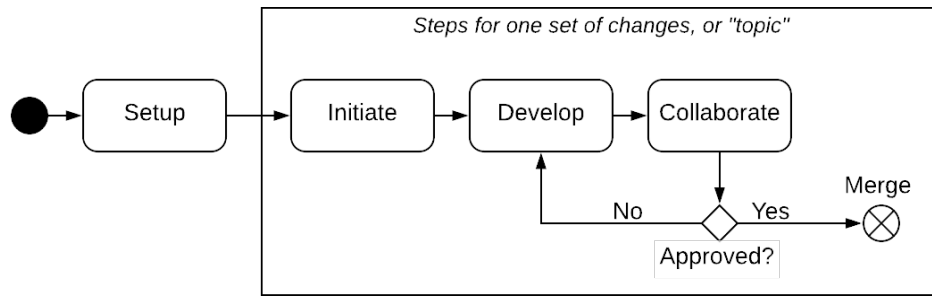 Steps for one set of changes, or "topic"
Setup
Initiate
Develop
Collaborate
Merge
No
Yes
Approved?